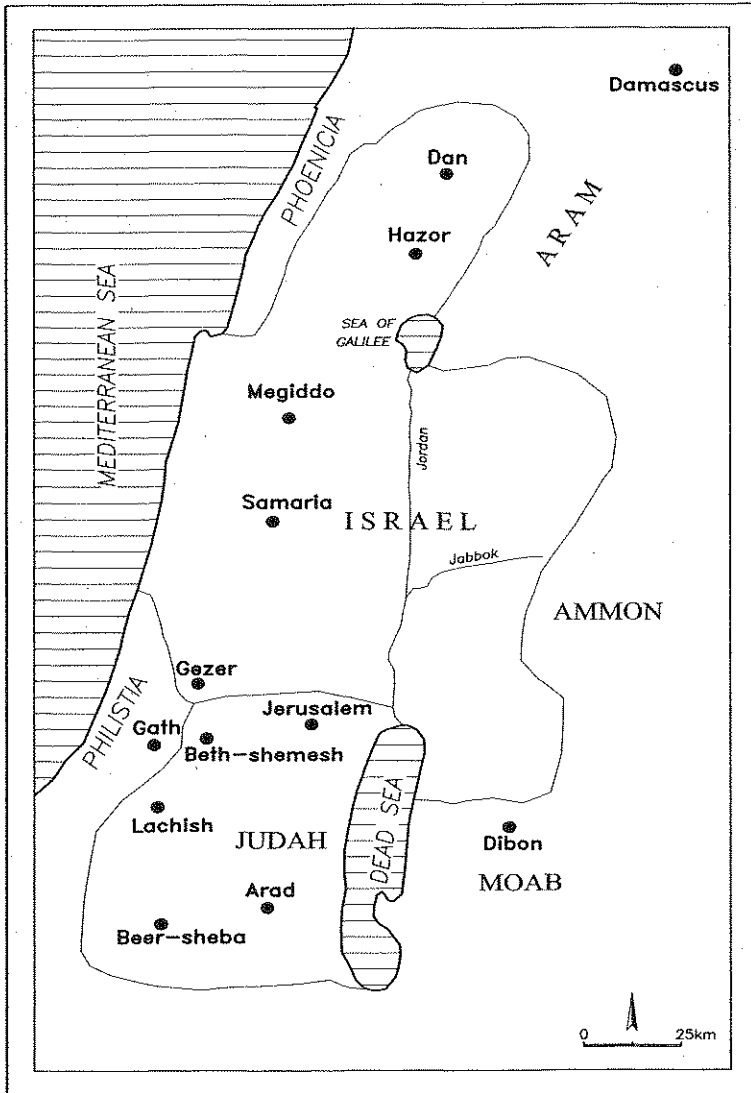 Damascus
PHOENICIA
Dan
ARAM
Hazor
MEDITERRANEAN SEA
SEA OF
GALILEE
Megiddo
Jordan
Samaria
ISRAEL
Jabbok
AMMON
Gezer
PHILISTIA
Jerusalem
Gath
Beth-shemesh
DEAD SEA
Lachish
JUDAH
Dibon
MOAB
Arad
Beer-sheba
0 25km